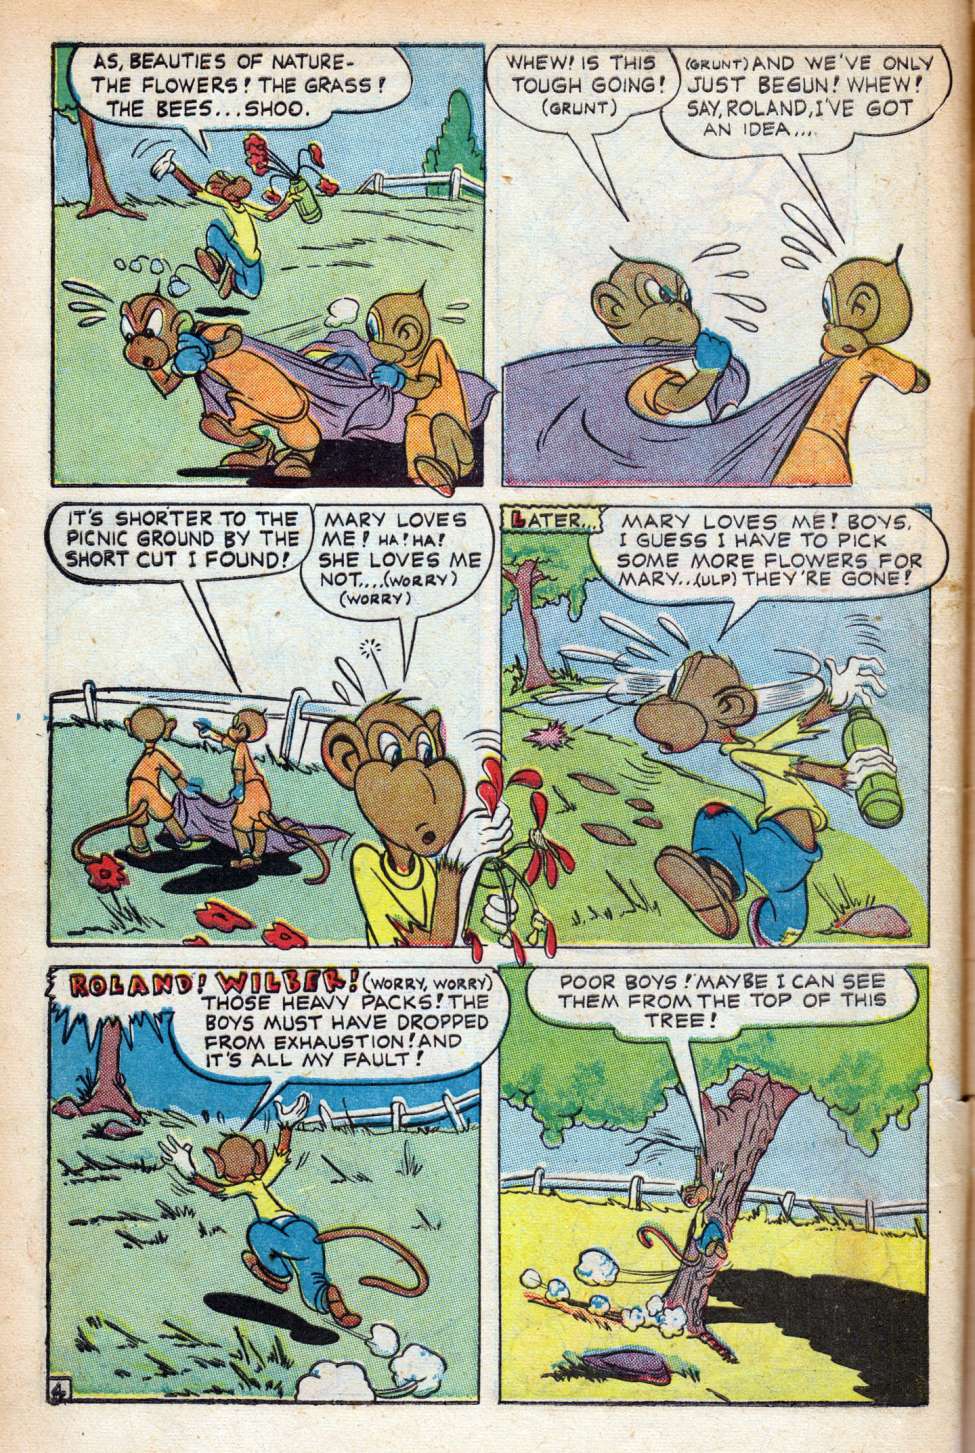 AS, BEAUTIES OF NATURE-
THE FLOWERS! THE GRASS!
THE BEES...SHOO.
WHEW! IS THIS
TOUGH GOING!
(GRUNT)
(GRUNT) AND WE'VE ONLY
JUST BEGUN! WHEW!
SAY, ROLAND, I'VE GOT
AN IDEA....
IT'S SHORTER TO THE
PICNIC GROUND BY THE
SHORT CUT I FOUND!
MARY LOVES
ME! HA! HA!
SHE LOVES ME
NOT....(WORRY)
(WORRY)
LATER...
MARY LOVES ME! BOYS,
I GUESS I HAVE TO PICK
SOME MORE FLOWERS FOR
MARY...(ULP) THEY'RE GONE!
ROLAND! WILBER! (WORRY, WORRY)
THOSE HEAVY PACKS! THE
BOYS MUST HAVE DROPPED
FROM EXHAUSTION! AND
IT'S ALL MY FAULT!
POOR BOYS! MAYBE I CAN SEE
THEM FROM THE TOP OF THIS
TREE!
4